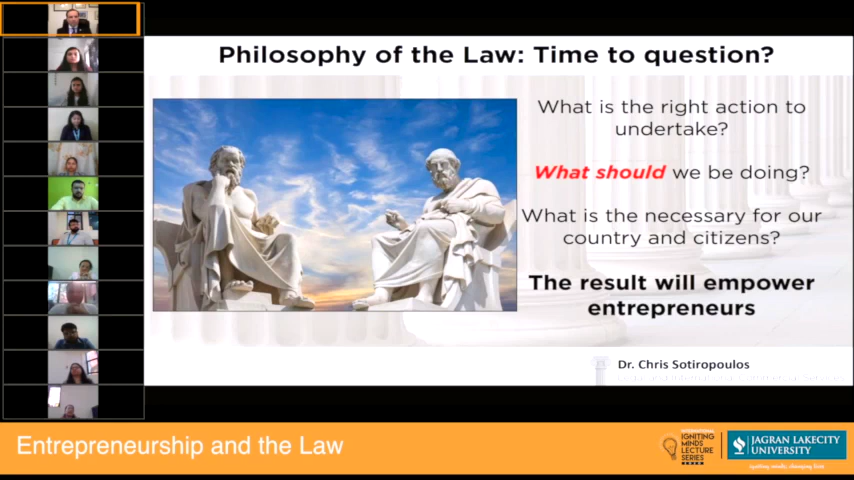 Philosophy of the Law: Time to question?
What is the right action to
undertake?
What should we be doing?
What is the necessary for our
country and citizens?
The result will empower
entrepreneurs
Dr. Chris Sotiropoulos
Entrepreneurship and the Law
INTERNATIONAL
IGNITING
MINDS
LECTURE
SERIES
JAGRAN LAKECITY
UNIVERSITY
igniting minds, changing lives